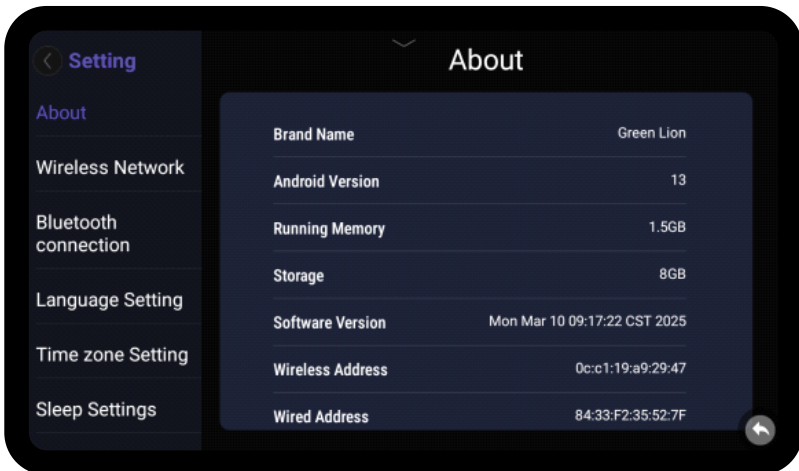 Setting
About
Wireless Network
Bluetooth
connection
Language Setting
Time zone Setting
Sleep Settings
About
Brand Name Green Lion
Android Version 13
Running Memory 1.5GB
Storage 8GB
Software Version Mon Mar 10 09:17:22 CST 2025
Wireless Address 0c:c1:19:a9:29:47
Wired Address 84:33:F2:35:52:7F